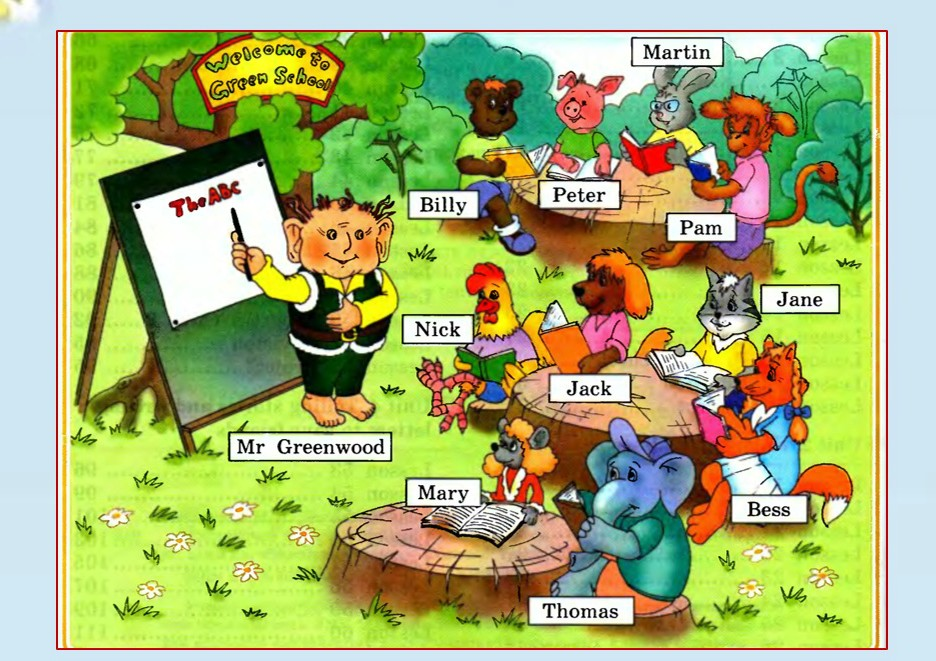 Welcome to
Green School
The ABC
Martin
Billy
Peter
Pam
Nick
Jane
Jack
Mr Greenwood
Mary
Bess
Thomas